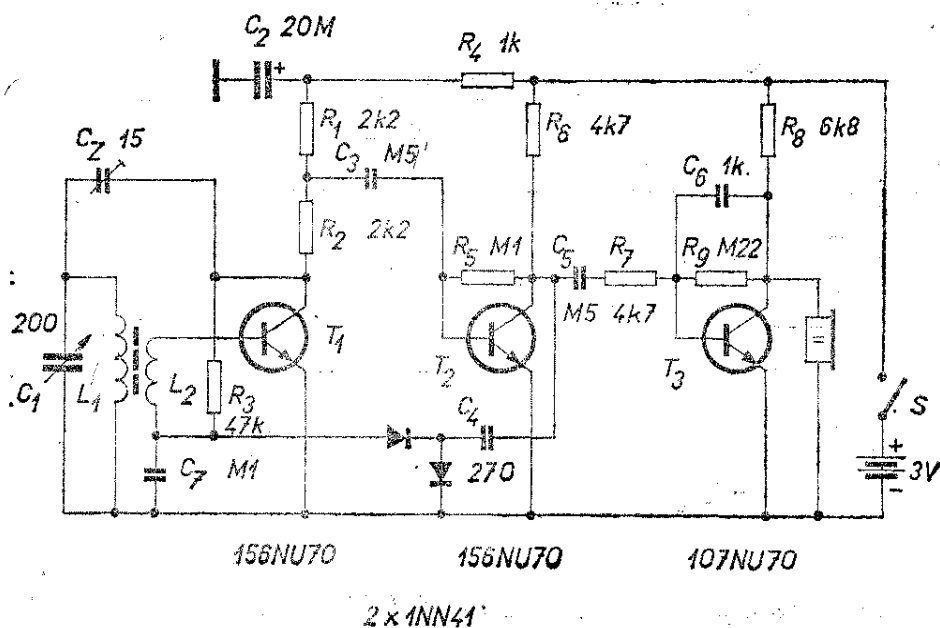 C2 20M
R4 1k
R1 2k2
R6 4k7
R8 6k8
CZ 15
C3 M5
C6 1k
R2 2k2
R5 M1
C5
R7
R9 M22
200
M5 4k7
C1
L1
L2
T1
T2
T3
R3
47k
C4
S
C7 M1
270
+
3V
-
156NU70 156NU70 107NU70
2 x 1NN41